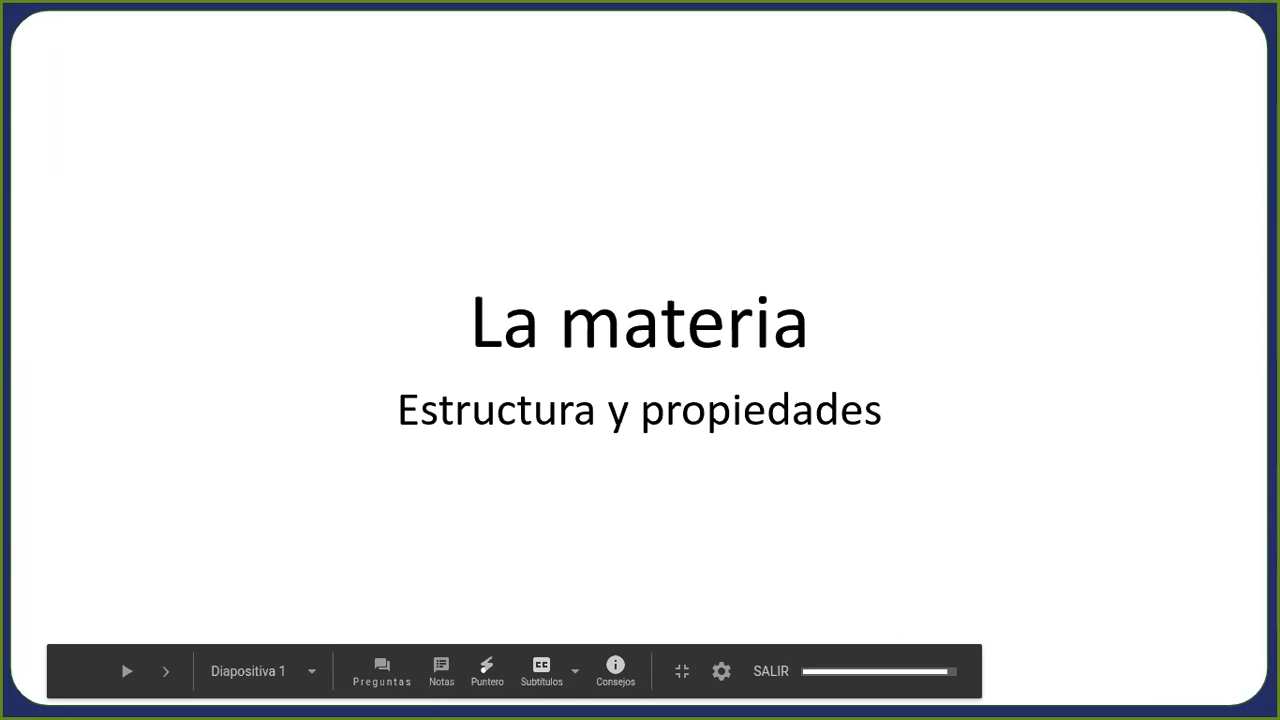 La materia
Estructura y propiedades
Diapositiva 1
Preguntas
Notas
Puntero
Subtítulos
Consejos
SALIR